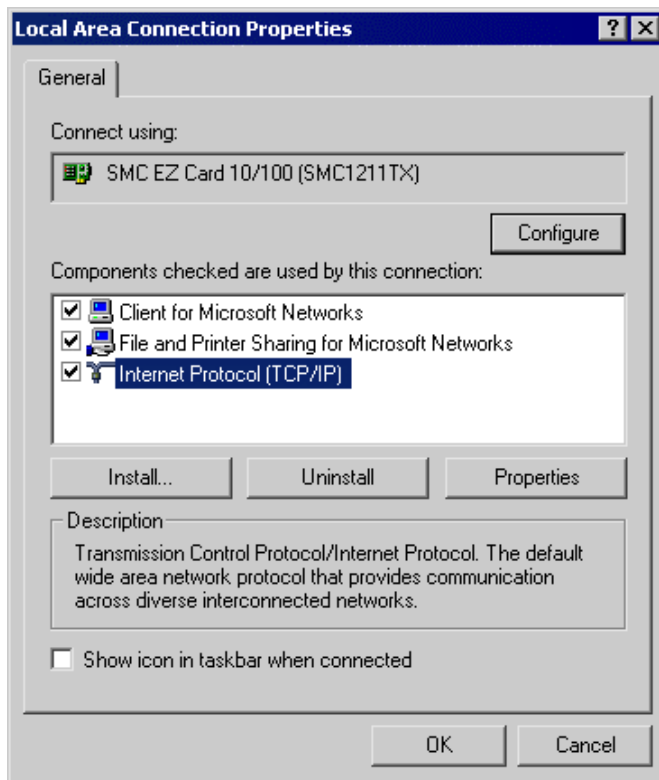 Local Area Connection Properties
General
Connect using:
SMC EZ Card 10/100 (SMC1211TX)
Configure
Components checked are used by this connection:
Client for Microsoft Networks
File and Printer Sharing for Microsoft Networks
Internet Protocol (TCP/IP)
Install... Uninstall Properties
Description
Transmission Control Protocol/Internet Protocol. The default
wide area network protocol that provides communication
across diverse interconnected networks.
Show icon in taskbar when connected
OK Cancel